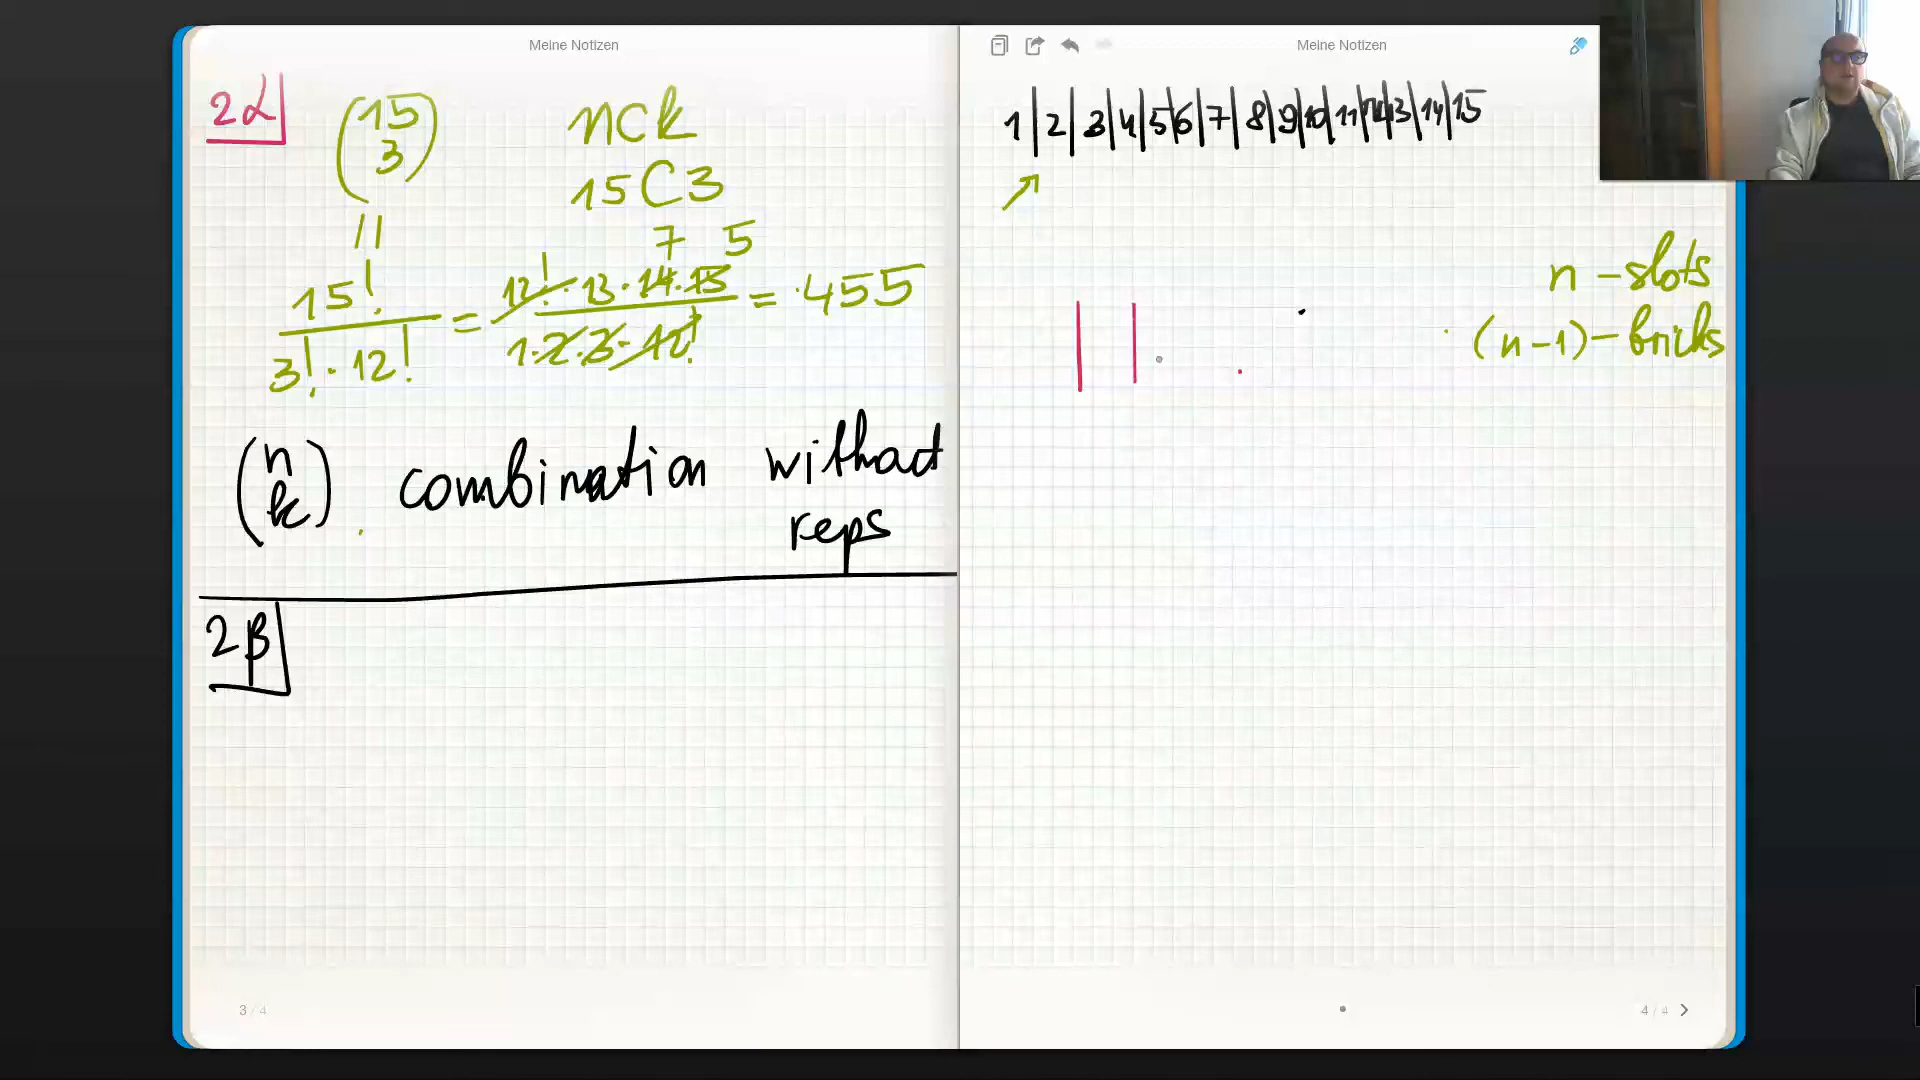 Meine Notizen
2α
(15 3)
nCk
15C3
॥
7 5
15! / 3! · 12! = 12! · 13 · 14 · 15 / 1 · 2 · 3 · 12! = 455
(n k) combination without
reps
2β
3 / 4
Meine Notizen
1 | 2 | 3 | 4 | 5 | 6 | 7 | 8 | 9 | 10 | 11 | 12 | 13 | 14 | 15
n - slots
(n-1) - bricks
4 / 4